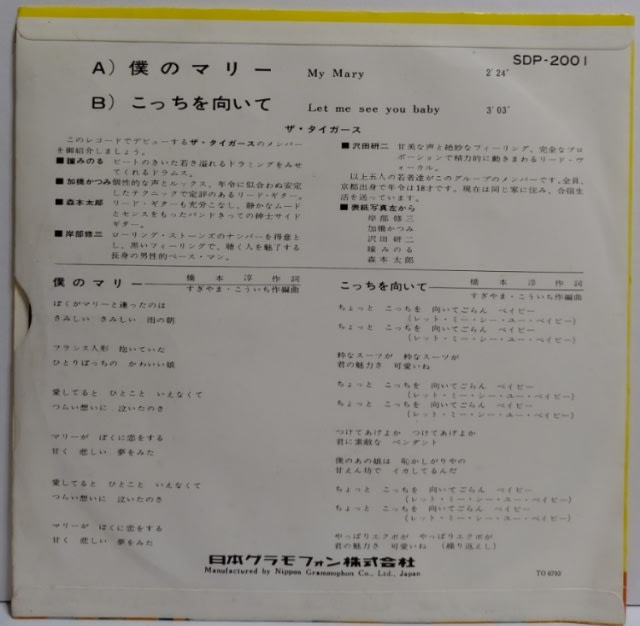 SDP-2001
A) 僕のマリー My Mary 2′24″
B) こっちを向いて Let me see you baby 3′03″
ザ・タイガース
このレコードでデビューするザ・タイガースのメンバー
を御紹介しましょう。
■瞳みのる ビートのきいた若さ溢れるドラミングをみせ
てくれるドラムス。
■加橋かつみ 個性的な声とルックス、年令に似合わぬ安定
したテクニックで定評のあるリード・ギター。
■森本太郎 リード・ギターも充分こなし、静かなムード
とセンスをもったバンドきっての紳士サイド
ギター。
■岸部修三 ローリング・ストーンズのナンバーを得意と
し、黒いフィーリングで、聴く人を魅了する
長身の男性的ベース・マン。
■沢田研二 甘美な声と絶妙なフィーリング、完全なプロ
ポーションで精力的に動きまわるリード・ヴ
ォーカル。
以上五人の若者達がこのグループのメンバーです。全員、
京都出身で年令は18才です。現在は同じ家に住み、合宿生
活を送っています。
■表紙写真左から
岸部修三
加橋かつみ
沢田研二
瞳みのる
森本太郎
僕のマリー 橋本淳作詞
すぎやま・こういち作編曲
ぼくがマリーと逢ったのは
さみしい さみしい 雨の朝
フランス人形 抱いていた
ひとりぼっちの かわいい娘
愛してると ひとこと いえなくて
つらい想いに 泣いたのさ
マリーが ぼくに恋をする
甘く 悲しい 夢をみた
愛してると ひとこと いえなくて
つらい想いに 泣いたのさ
マリーが ぼくに恋をする
甘く 悲しい 夢をみた
こっちを向いて 橋本淳作詞
すぎやま・こういち作編曲
ちょっと こっちを 向いてごらん ベイビー
(レット・ミー・シー・ユー・ベイビー)
ちょっと こっちを 向いてごらん ベイビー
(レット・ミー・シー・ユー・ベイビー)
粋なスーツが 粋なスーツが
君の魅力さ 可愛いね
ちょっと こっちを 向いてごらん ベイビー
(レット・ミー・シー・ユー・ベイビー)
ちょっと こっちを 向いてごらん ベイビー
(レット・ミー・シー・ユー・ベイビー)
つけてあげよか つけてあげよか
君に素敵な ペンダント
僕のあの娘は 恥かしがりやの
甘えん坊で イカしてるんだ
ちょっと こっちを 向いてごらん ベイビー
(レット・ミー・シー・ユー・ベイビー)
ちょっと こっちを 向いてごらん ベイビー
(レット・ミー・シー・ユー・ベイビー)
やっぱりエクボが やっぱりエクボが
君の魅力さ 可愛いね (繰り返えし)
日本グラモフォン株式会社
Manufactured by Nippon Grammophon Co., Ltd., Japan
TO 6702